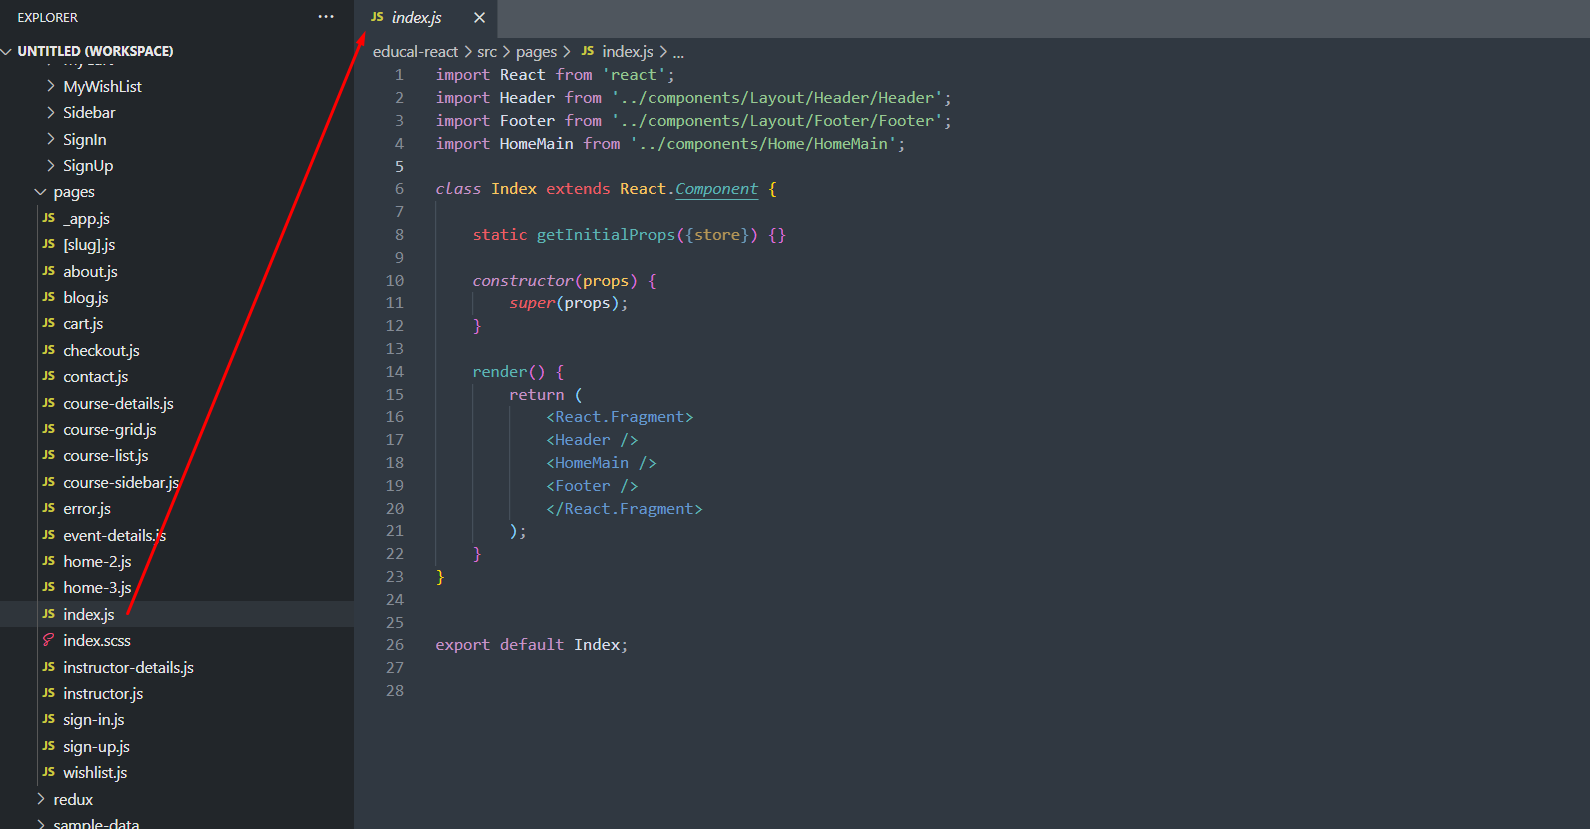 EXPLORER
UNTITLED (WORKSPACE)
MyWishList
Sidebar
SignIn
SignUp
pages
JS _app.js
JS [slug].js
JS about.js
JS blog.js
JS cart.js
JS checkout.js
JS contact.js
JS course-details.js
JS course-grid.js
JS course-list.js
JS course-sidebar.js
JS error.js
JS event-details.js
JS home-2.js
JS home-3.js
JS index.js
index.scss
JS instructor-details.js
JS instructor.js
JS sign-in.js
JS sign-up.js
JS wishlist.js
redux
sample-data
JS index.js
educal-react > src > pages > JS index.js > ...
1 import React from 'react';
2 import Header from '../components/Layout/Header/Header';
3 import Footer from '../components/Layout/Footer/Footer';
4 import HomeMain from '../components/Home/HomeMain';
5
6 class Index extends React.Component {
7
8 static getInitialProps({store}) {}
9
10 constructor(props) {
11 super(props);
12 }
13
14 render() {
15 return (
16 <React.Fragment>
17 <Header />
18 <HomeMain />
19 <Footer />
20 </React.Fragment>
21 );
22 }
23 }
24
25
26 export default Index;
27
28